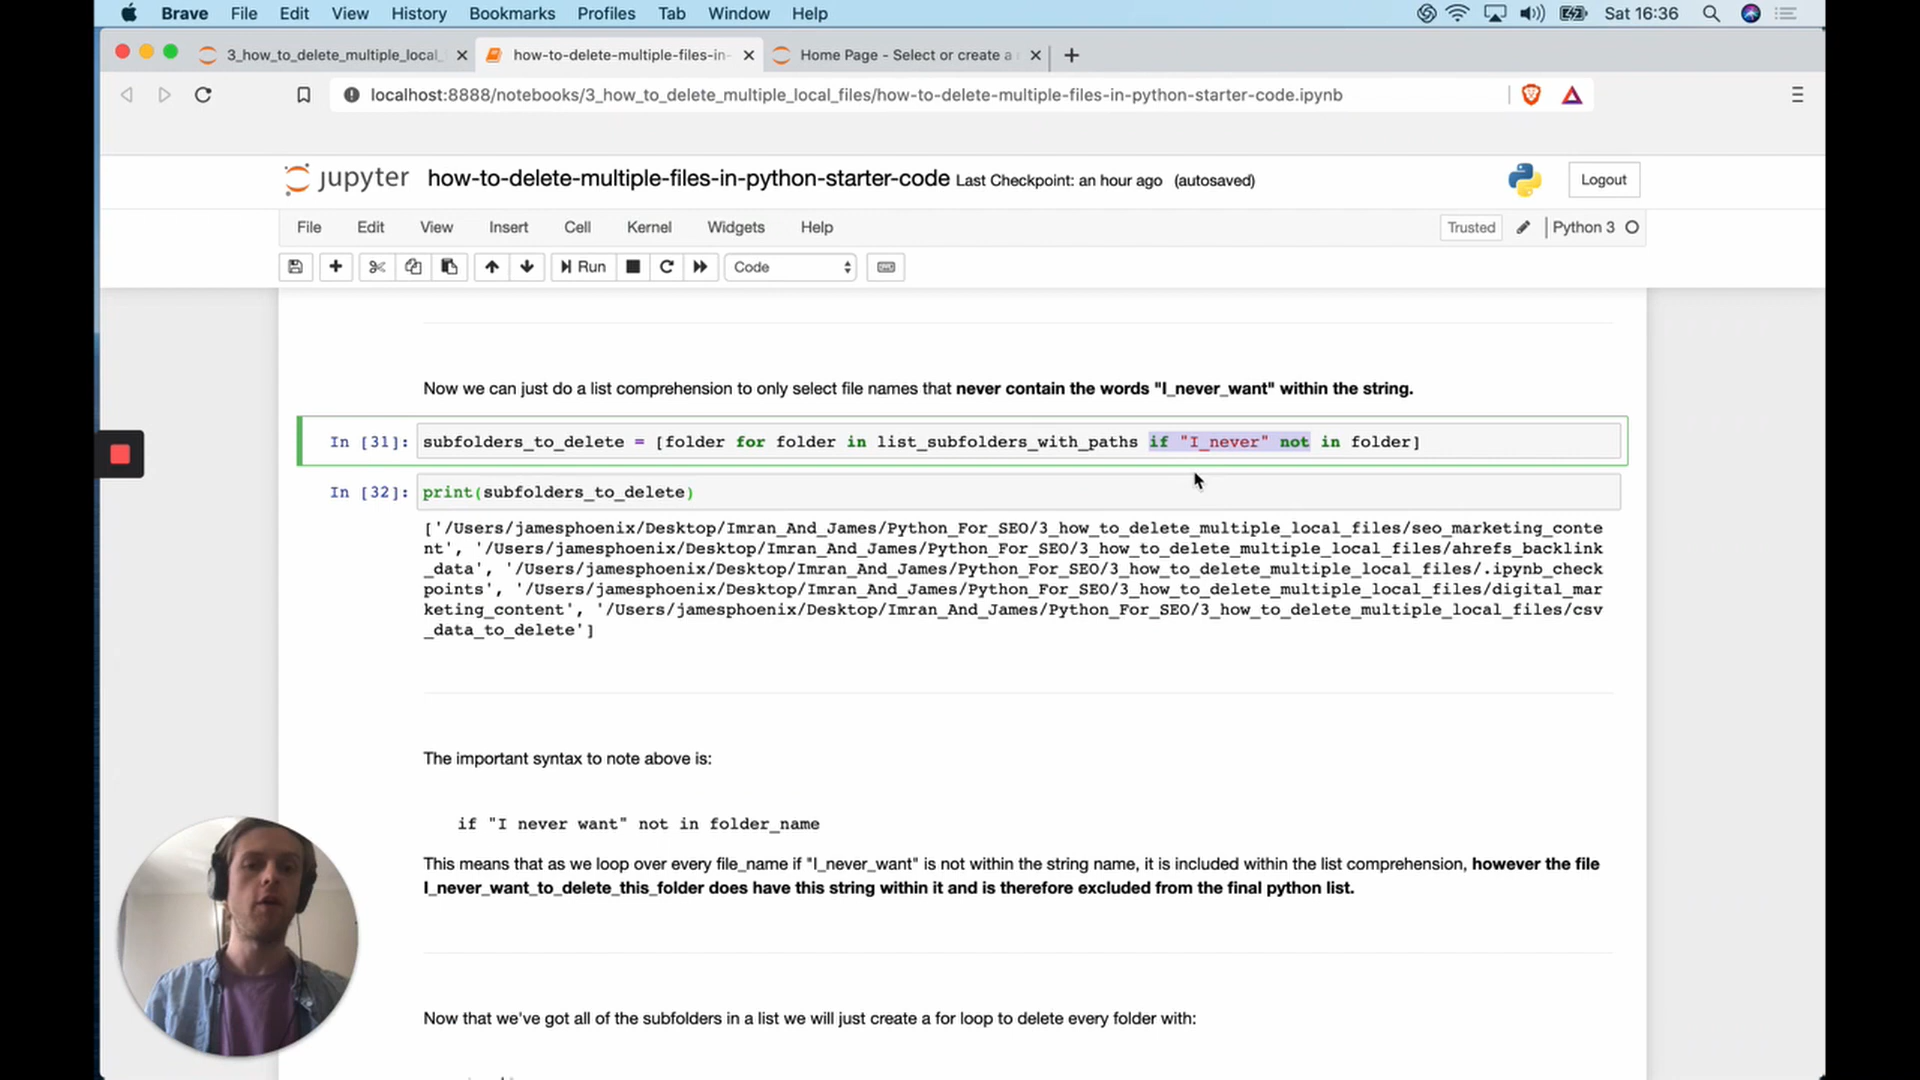 Brave File Edit View History Bookmarks Profiles Tab Window Help Sat 16:36
3_how_to_delete_multiple_local_ how-to-delete-multiple-files-in- Home Page - Select or create a
localhost:8888/notebooks/3_how_to_delete_multiple_local_files/how-to-delete-multiple-files-in-python-starter-code.ipynb
jupyter how-to-delete-multiple-files-in-python-starter-code Last Checkpoint: an hour ago (autosaved) Logout
File Edit View Insert Cell Kernel Widgets Help Trusted Python 3
Run Code
Now we can just do a list comprehension to only select file names that never contain the words "I_never_want" within the string.
In [31]: subfolders_to_delete = [folder for folder in list_subfolders_with_paths if "I_never" not in folder]
In [32]: print(subfolders_to_delete)
['/Users/jamesphoenix/Desktop/Imran_And_James/Python_For_SEO/3_how_to_delete_multiple_local_files/seo_marketing_conte
nt', '/Users/jamesphoenix/Desktop/Imran_And_James/Python_For_SEO/3_how_to_delete_multiple_local_files/ahrefs_backlink
_data', '/Users/jamesphoenix/Desktop/Imran_And_James/Python_For_SEO/3_how_to_delete_multiple_local_files/.ipynb_check
points', '/Users/jamesphoenix/Desktop/Imran_And_James/Python_For_SEO/3_how_to_delete_multiple_local_files/digital_mar
keting_content', '/Users/jamesphoenix/Desktop/Imran_And_James/Python_For_SEO/3_how_to_delete_multiple_local_files/csv
_data_to_delete']
The important syntax to note above is:
if "I never want" not in folder_name
This means that as we loop over every file_name if "I_never_want" is not within the string name, it is included within the list comprehension, however the file
I_never_want_to_delete_this_folder does have this string within it and is therefore excluded from the final python list.
Now that we've got all of the subfolders in a list we will just create a for loop to delete every folder with: